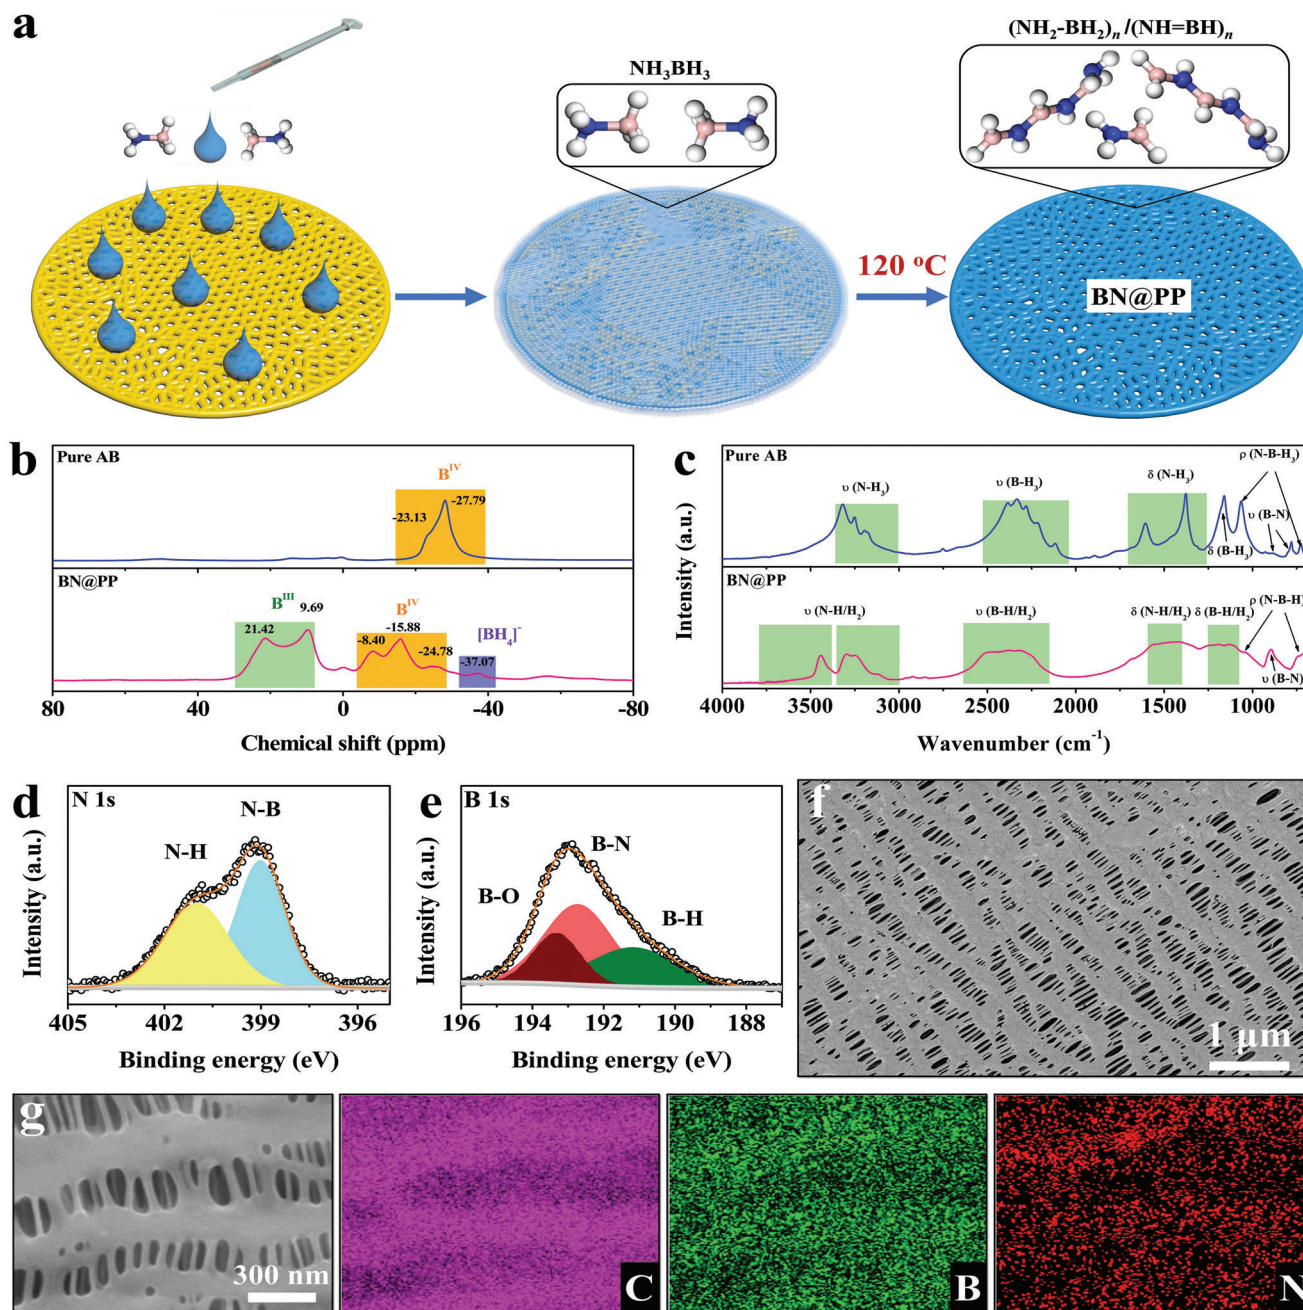 a
NH₃BH₃
(NH₂-BH₂)ₙ/(NH=BH)ₙ
120 °C
BN@PP
b
Pure AB
B^IV
-23.13
-27.79
BN@PP
B^III
21.42
9.69
B^IV
-8.40
-15.88
-24.78
[BH₄]⁻
-37.07
80 40 0 -40 -80
Chemical shift (ppm)
c
Intensity (a.u.)
Pure AB
υ (N-H₃)
υ (B-H₃)
δ (N-H₃)
ρ (N-B-H₃)
υ (B-N)
δ (B-H₃)
BN@PP
υ (N-H/H₂)
υ (B-H/H₂)
δ (N-H/H₂)
δ (B-H/H₂)
ρ (N-B-H)
υ (B-N)
4000 3500 3000 2500 2000 1500 1000
Wavenumber (cm⁻¹)
d
N 1s
N-H
N-B
Intensity (a.u.)
405 402 399 396
Binding energy (eV)
e
B 1s
B-O
B-N
B-H
Intensity (a.u.)
196 194 192 190 188
Binding energy (eV)
f
1 μm
g
300 nm
C
B
N